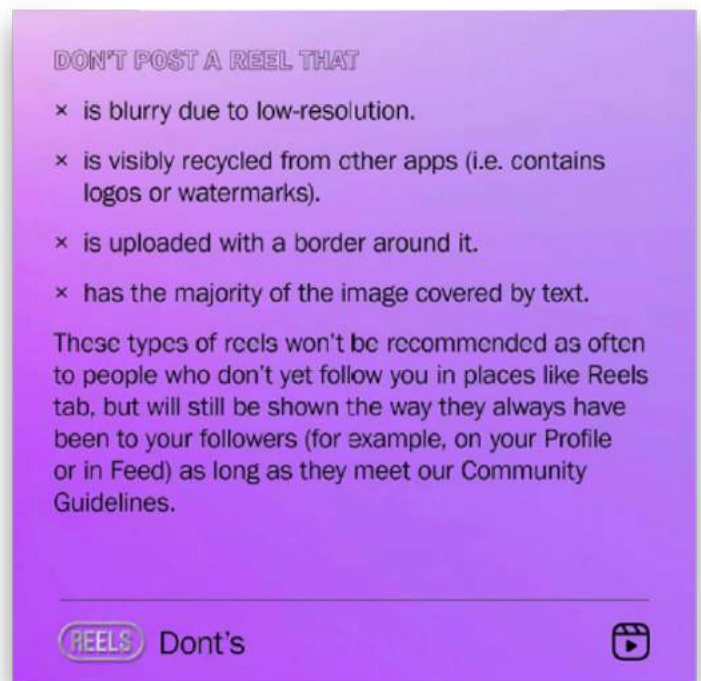 DON'T POST A REEL THAT
× is blurry due to low-resolution.
× is visibly recycled from other apps (i.e. contains
logos or watermarks).
× is uploaded with a border around it.
× has the majority of the image covered by text.
These types of reels won't be recommended as often
to people who don't yet follow you in places like Reels
tab, but will still be shown the way they always have
been to your followers (for example, on your Profile
or in Feed) as long as they meet our Community
Guidelines.
REELS Dont's